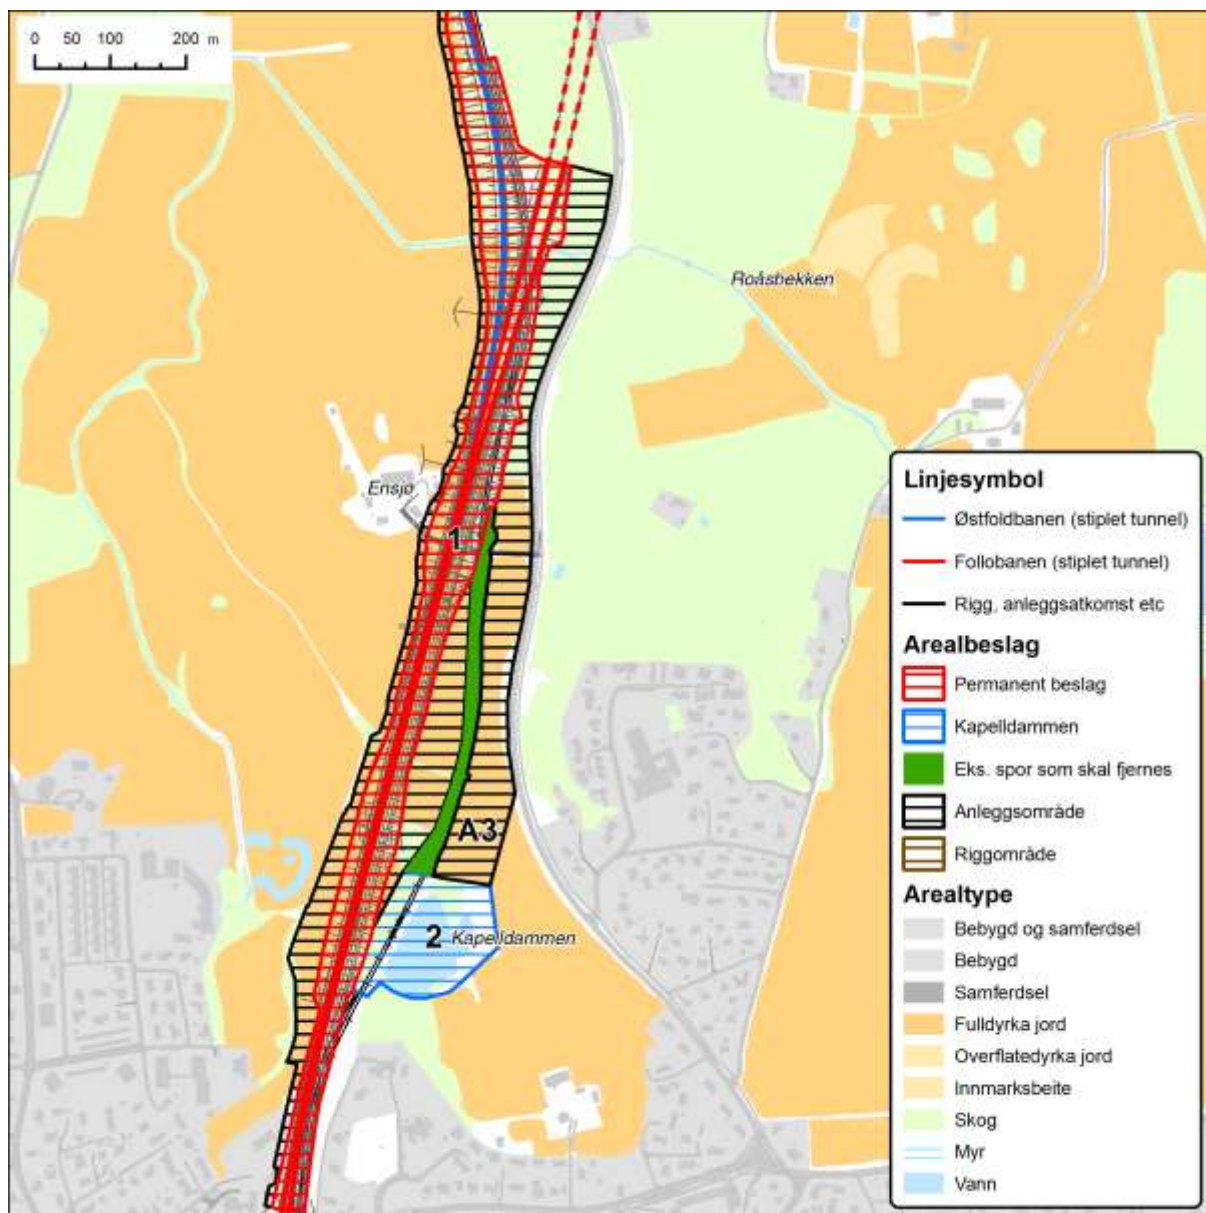 0 50 100 200 m
Roåsbekken
Ensjø
1
A3
2 Kapelldammen
Linjesymbol
Østfoldbanen (stiplet tunnel)
Follobanen (stiplet tunnel)
Rigg, anleggsatkomst etc
Arealbeslag
Permanent beslag
Kapelldammen
Eks. spor som skal fjernes
Anleggsområde
Riggområde
Arealtype
Bebygd og samferdsel
Bebygd
Samferdsel
Fulldyrka jord
Overflatedyrka jord
Innmarksbeite
Skog
Myr
Vann